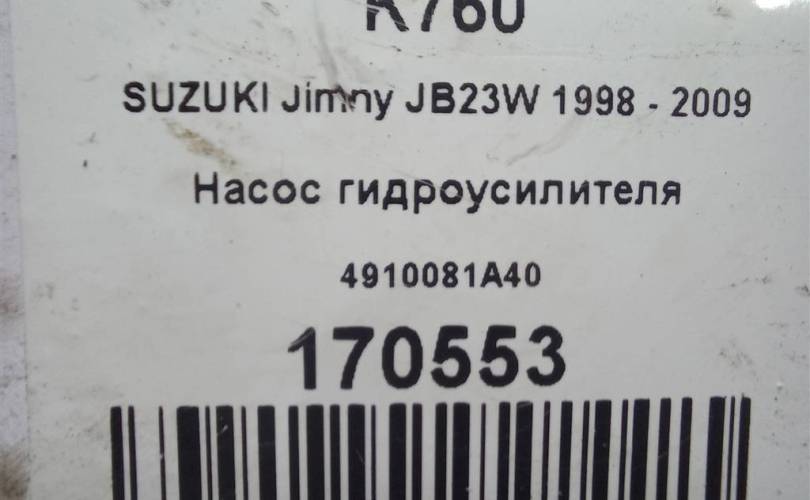 K760
SUZUKI Jimny JB23W 1998 - 2009
Насос гидроусилителя
4910081A40
170553